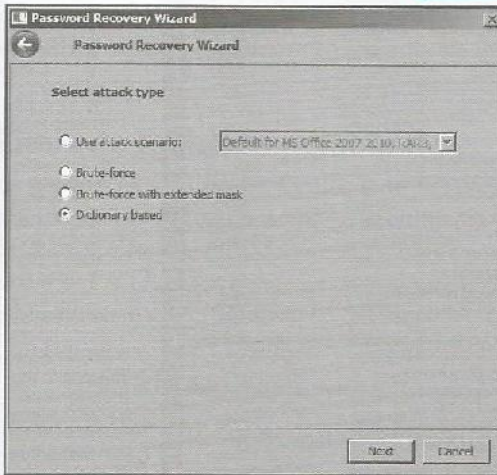 Password Recovery Wizard
Password Recovery Wizard
Select attack type
Use attack scenario:
Default for MS Office 2007 2010,
Brute-force
Brute-force with extended mask
Dictionary based
Next
Cancel